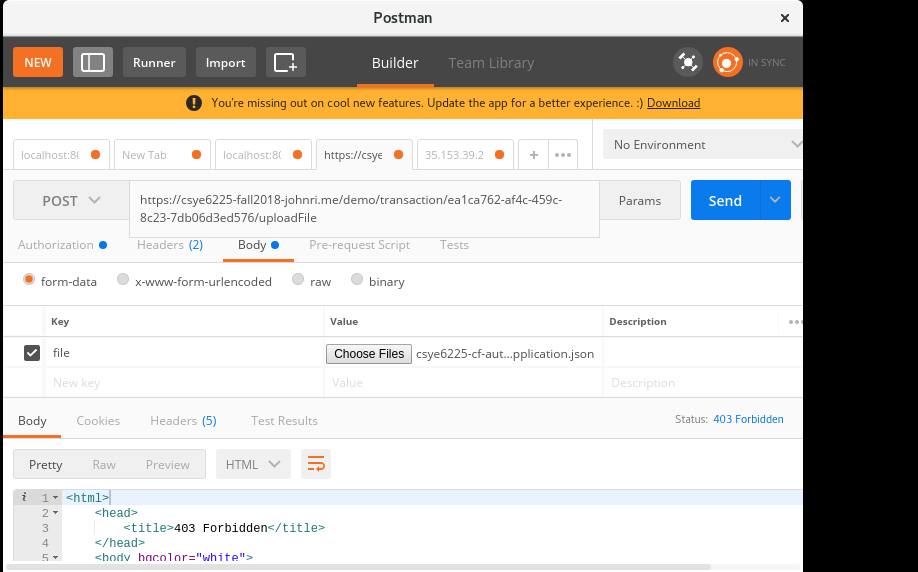 Postman
NEW Runner Import Builder Team Library IN SYNC
You're missing out on cool new features. Update the app for a better experience. :) Download
localhost:8( New Tab localhost:8( https://csye 35.153.39.2 + ••• No Environment
POST https://csye6225-fall2018-johnri.me/demo/transaction/ea1ca762-af4c-459c-
8c23-7db06d3ed576/uploadFile Params Send
Authorization Headers (2) Body Pre-request Script Tests
form-data x-www-form-urlencoded raw binary
Key Value Description •••
file Choose Files csye6225-cf-aut...pplication.json
New key Value Description
Body Cookies Headers (5) Test Results Status: 403 Forbidden
Pretty Raw Preview HTML
i 1 <html>
2 <head>
3 <title>403 Forbidden</title>
4 </head>
5 <body bgcolor="white">